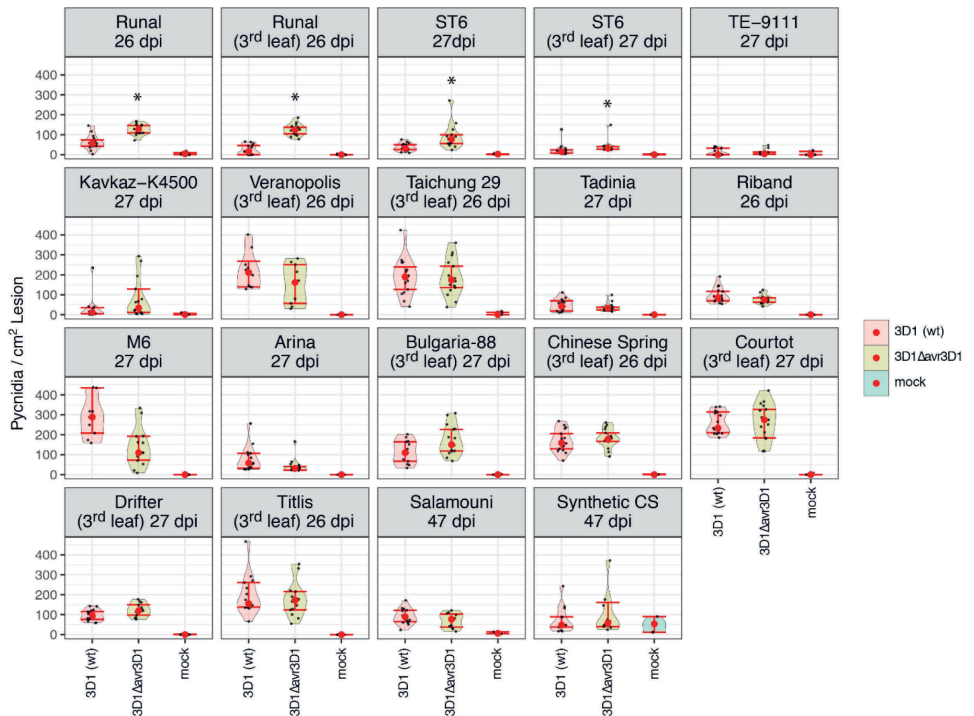 Runal
26 dpi
Runal
(3rd leaf) 26 dpi
ST6
27dpi
ST6
(3rd leaf) 27 dpi
TE-9111
27 dpi
400
300
200
100
0
*
*
*
*
Kavkaz-K4500
27 dpi
Veranopolis
(3rd leaf) 26 dpi
Taichung 29
(3rd leaf) 26 dpi
Tadinia
27 dpi
Riband
26 dpi
400
300
200
100
0
Pycnidia / cm2 Lesion
3D1 (wt)
3D1Δavr3D1
mock
M6
27 dpi
Arina
27 dpi
Bulgaria-88
(3rd leaf) 27 dpi
Chinese Spring
(3rd leaf) 26 dpi
Courtot
(3rd leaf) 27 dpi
400
300
200
100
0
3D1 (wt)
3D1Δavr3D1
mock
Drifter
(3rd leaf) 27 dpi
Titlis
(3rd leaf) 26 dpi
Salamouni
47 dpi
Synthetic CS
47 dpi
400
300
200
100
0
3D1 (wt)
3D1Δavr3D1
mock
3D1 (wt)
3D1Δavr3D1
mock
3D1 (wt)
3D1Δavr3D1
mock
3D1 (wt)
3D1Δavr3D1
mock